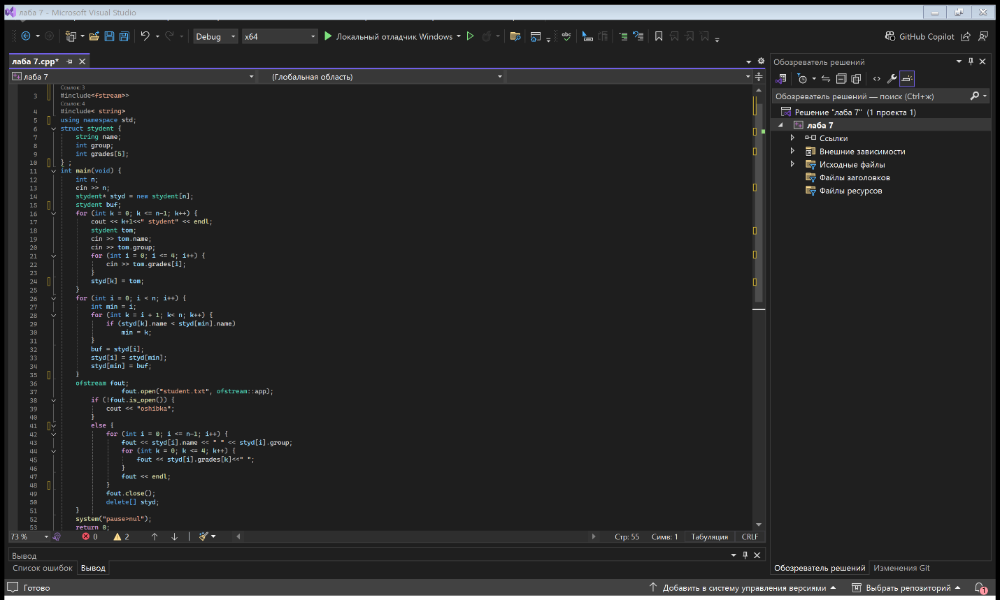 лаба 7 - Microsoft Visual Studio
Debug x64 Локальный отладчик Windows GitHub Copilot
лаба 7.cpp*
лаба 7 (Глобальная область)
Ссылок: 3
3 #include<fstream>>
Ссылок: 4
4 #include< string>
5 using namespace std;
6 struct stydent {
7 string name;
8 int group;
9 int grades[5];
10 } ;
11 int main(void) {
12 int n;
13 cin >> n;
14 stydent* styd = new stydent[n];
15 stydent buf;
16 for (int k = 0; k <= n-1; k++) {
17 cout << k+1<<" stydent" << endl;
18 stydent tom;
19 cin >> tom.name;
20 cin >> tom.group;
21 for (int i = 0; i <= 4; i++) {
22 cin >> tom.grades[i];
23 }
24 styd[k] = tom;
25 }
26 for (int i = 0; i < n; i++) {
27 int min = i;
28 for (int k = i + 1; k< n; k++) {
29 if (styd[k].name < styd[min].name)
30 min = k;
31 }
32 buf = styd[i];
33 styd[i] = styd[min];
34 styd[min] = buf;
35 }
36 ofstream fout;
37 fout.open("student.txt", ofstream::app);
38 if (!fout.is_open()) {
39 cout << "oshibka";
40 }
41 else {
42 for (int i = 0; i <= n-1; i++) {
43 fout << styd[i].name << " " << styd[i].group;
44 for (int k = 0; k <= 4; k++) {
45 fout << styd[i].grades[k]<<" ";
46 }
47 fout << endl;
48 }
49 fout.close();
50 delete[] styd;
51 }
52 system("pause>nul");
53 return 0;
73 % 0 2 Стр: 55 Симв: 1 Табуляция CRLF
Вывод
Список ошибок Вывод
Обозреватель решений
Обозреватель решений — поиск (Ctrl+ж)
Решение "лаба 7" (1 проекта 1)
лаба 7
Ссылки
Внешние зависимости
Исходные файлы
Файлы заголовков
Файлы ресурсов
Обозреватель решений Изменения Git
Готово Добавить в систему управления версиями Выбрать репозиторий 1